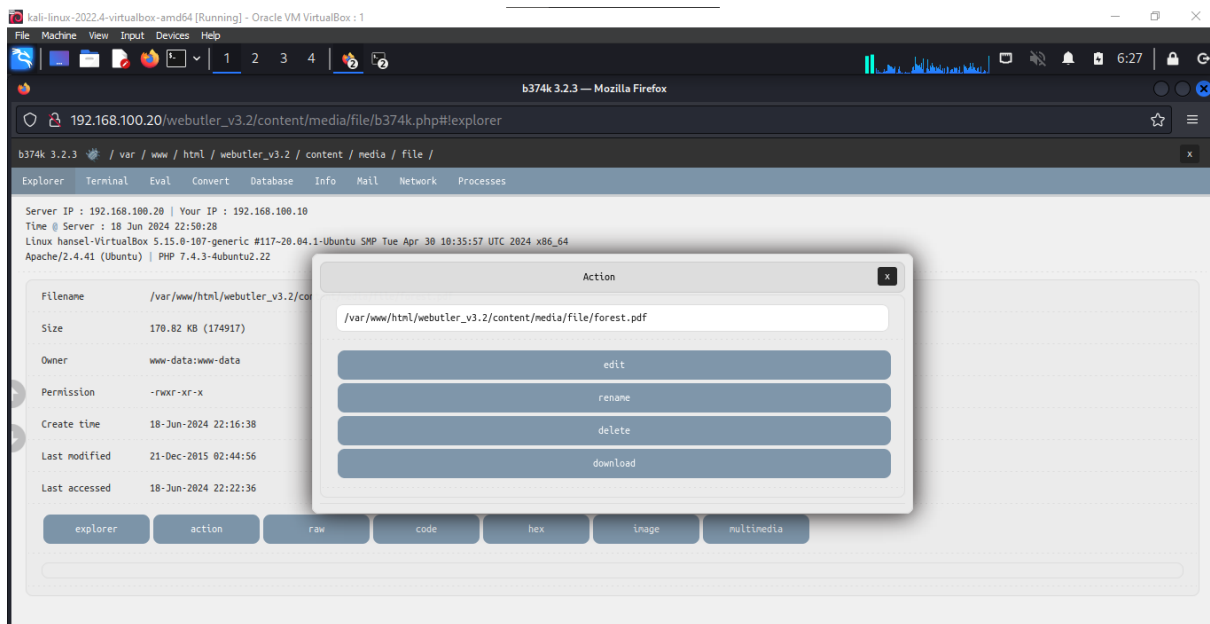 kali-linux-2022.4-virtualbox-amd64 [Running] - Oracle VM VirtualBox : 1
File Machine View Input Devices Help
1 2 3 4 6:27
b374k 3.2.3 — Mozilla Firefox
192.168.100.20/webutler_v3.2/content/media/file/b374k.php#!explorer
b374k 3.2.3 / var / www / html / webutler_v3.2 / content / media / file / x
Explorer Terminal Eval Convert Database Info Mail Network Processes
Server IP : 192.168.100.20 | Your IP : 192.168.100.10
Time @ Server : 18 Jun 2024 22:50:28
Linux hansel-VirtualBox 5.15.0-107-generic #117~20.04.1-Ubuntu SMP Tue Apr 30 10:35:57 UTC 2024 x86_64
Apache/2.4.41 (Ubuntu) | PHP 7.4.3-4ubuntu2.22
Filename /var/www/html/webutler_v3.2/con
Size 170.82 KB (174917)
Owner www-data:www-data
Permission -rwxr-xr-x
Create time 18-Jun-2024 22:16:38
Last modified 21-Dec-2015 02:44:56
Last accessed 18-Jun-2024 22:22:36
explorer action raw code hex image multimedia
Action x
/var/www/html/webutler_v3.2/content/media/file/forest.pdf
edit
rename
delete
download